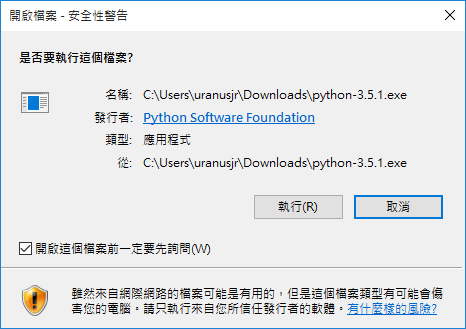 開啟檔案 - 安全性警告
是否要執行這個檔案?
名稱: C:\Users\uranusjr\Downloads\python-3.5.1.exe
發行者: Python Software Foundation
類型: 應用程式
從: C:\Users\uranusjr\Downloads\python-3.5.1.exe
執行(R) 取消
開啟這個檔案前一定要先詢問(W)
雖然來自網際網路的檔案可能是有用的，但是這個檔案類型有可能會傷
害您的電腦。請只執行來自您所信任發行者的軟體。有什麼樣的風險?